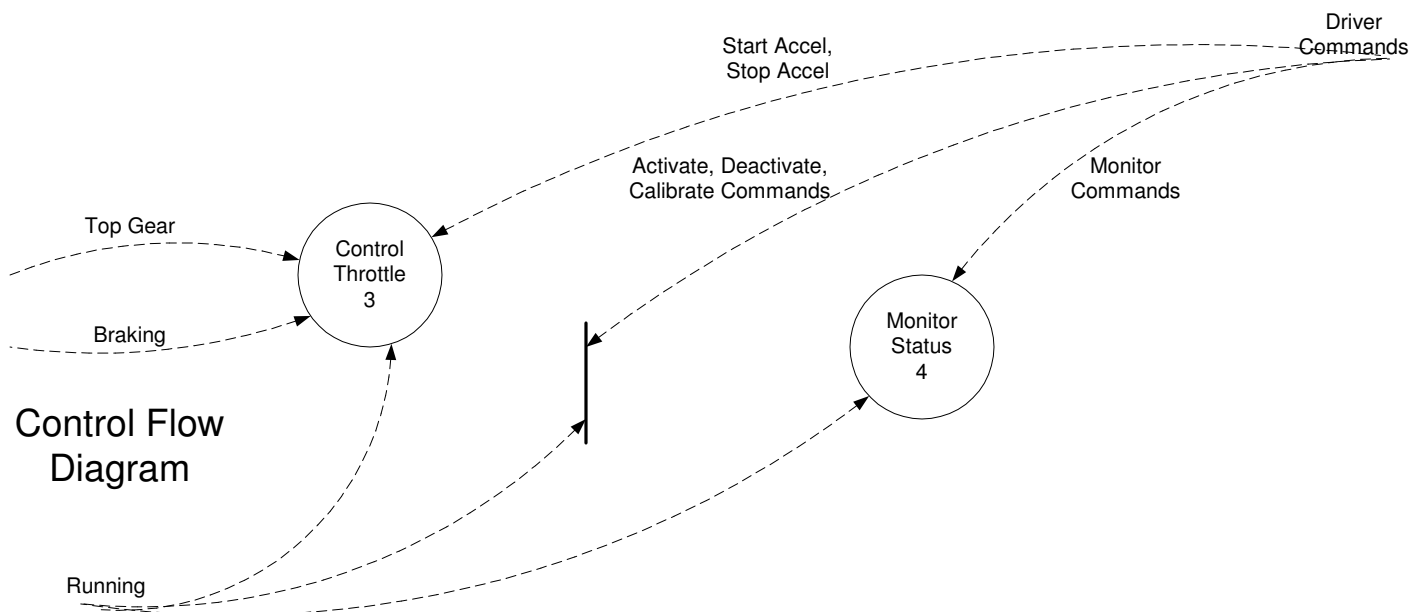 Driver
Commands
Start Accel,
Stop Accel
Activate, Deactivate,
Calibrate Commands
Monitor
Commands
Top Gear
Control
Throttle
3
Braking
Monitor
Status
4
Control Flow
Diagram
Running